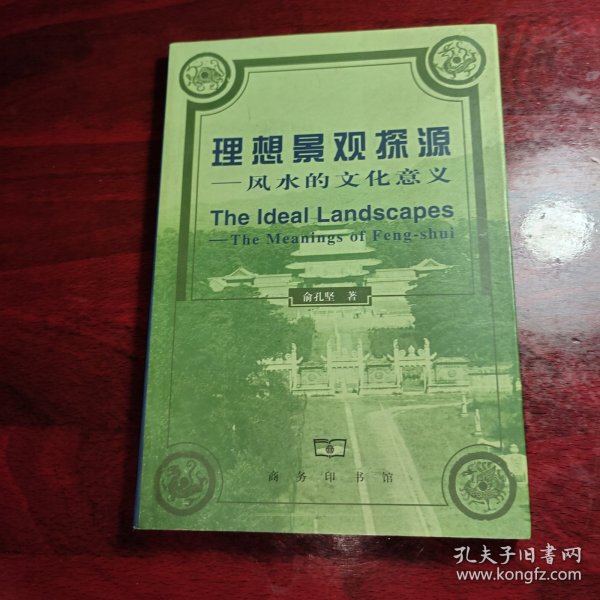 理想景观探源
—风水的文化意义
The Ideal Landscapes
—The Meanings of Feng-shui
俞孔坚 著
商务印书馆
孔夫子旧书网
www.kongfz.com